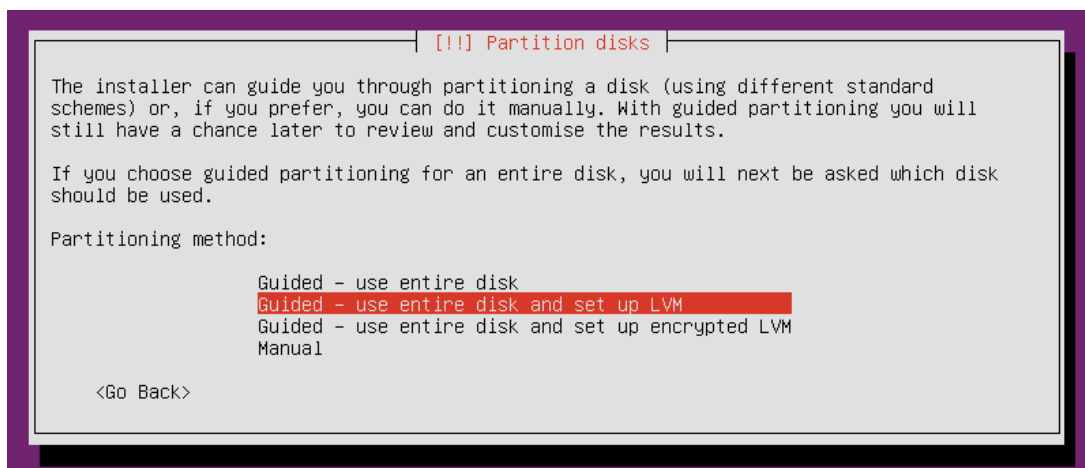 [!!] Partition disks
The installer can guide you through partitioning a disk (using different standard
schemes) or, if you prefer, you can do it manually. With guided partitioning you will
still have a chance later to review and customise the results.
If you choose guided partitioning for an entire disk, you will next be asked which disk
should be used.
Partitioning method:
Guided – use entire disk
Guided – use entire disk and set up LVM
Guided – use entire disk and set up encrypted LVM
Manual
<Go Back>